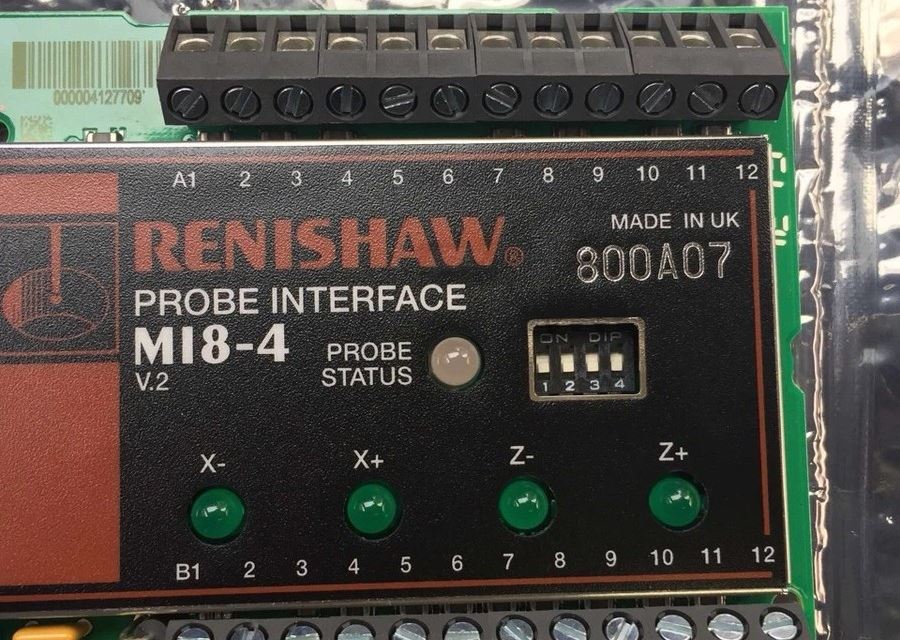 000004127709
A1 2 3 4 5 6 7 8 9 10 11 12
RENISHAW®
MADE IN UK
800A07
PROBE INTERFACE
MI8-4
V.2
PROBE
STATUS
ON DIP
1 2 3 4
X- X+ Z- Z+
B1 2 3 4 5 6 7 8 9 10 11 12